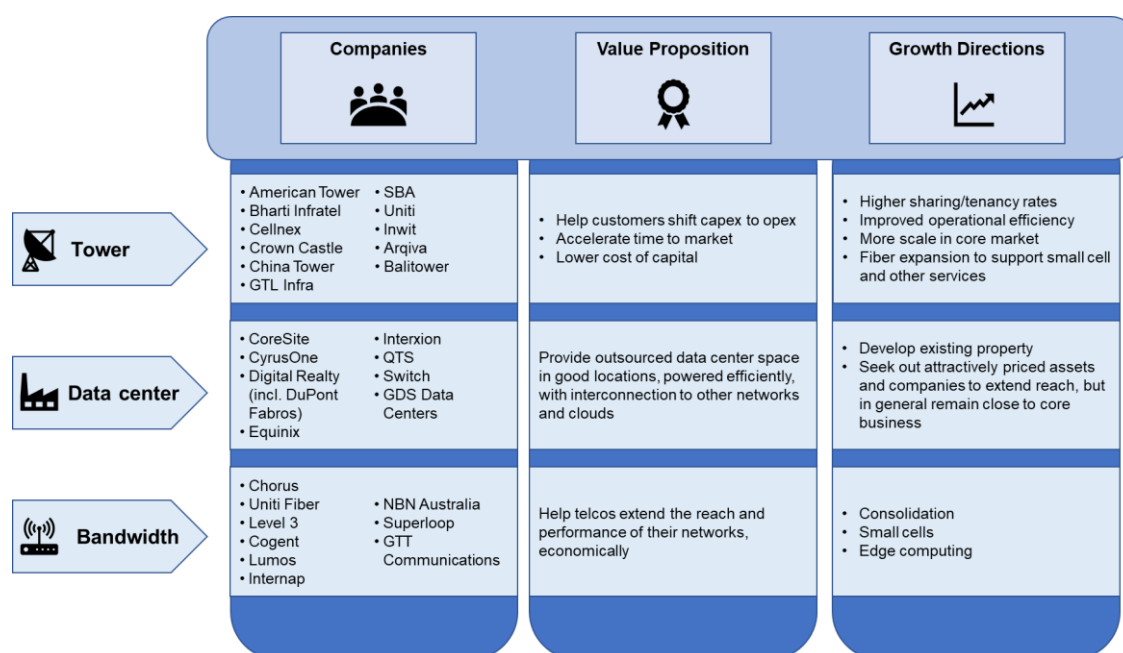 Companies
Value Proposition
Growth Directions
Tower
• American Tower
• Bharti Infratel
• Cellnex
• Crown Castle
• China Tower
• GTL Infra
• SBA
• Uniti
• Inwit
• Arqiva
• Balitower
• Help customers shift capex to opex
• Accelerate time to market
• Lower cost of capital
• Higher sharing/tenancy rates
• Improved operational efficiency
• More scale in core market
• Fiber expansion to support small cell
and other services
Data center
• CoreSite
• CyrusOne
• Digital Realty
(incl. DuPont
Fabros)
• Equinix
• Interxion
• QTS
• Switch
• GDS Data
Centers
Provide outsourced data center space
in good locations, powered efficiently,
with interconnection to other networks
and clouds
• Develop existing property
• Seek out attractively priced assets
and companies to extend reach, but
in general remain close to core
business
Bandwidth
• Chorus
• Uniti Fiber
• Level 3
• Cogent
• Lumos
• Internap
• NBN Australia
• Superloop
• GTT
Communications
Help telcos extend the reach and
performance of their networks,
economically
• Consolidation
• Small cells
• Edge computing